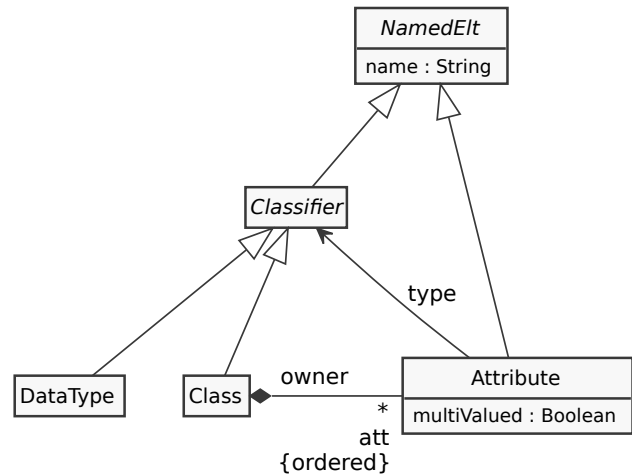 NamedElt
name : String
Classifier
type
DataType
Class
owner
*
att
{ordered}
Attribute
multiValued : Boolean